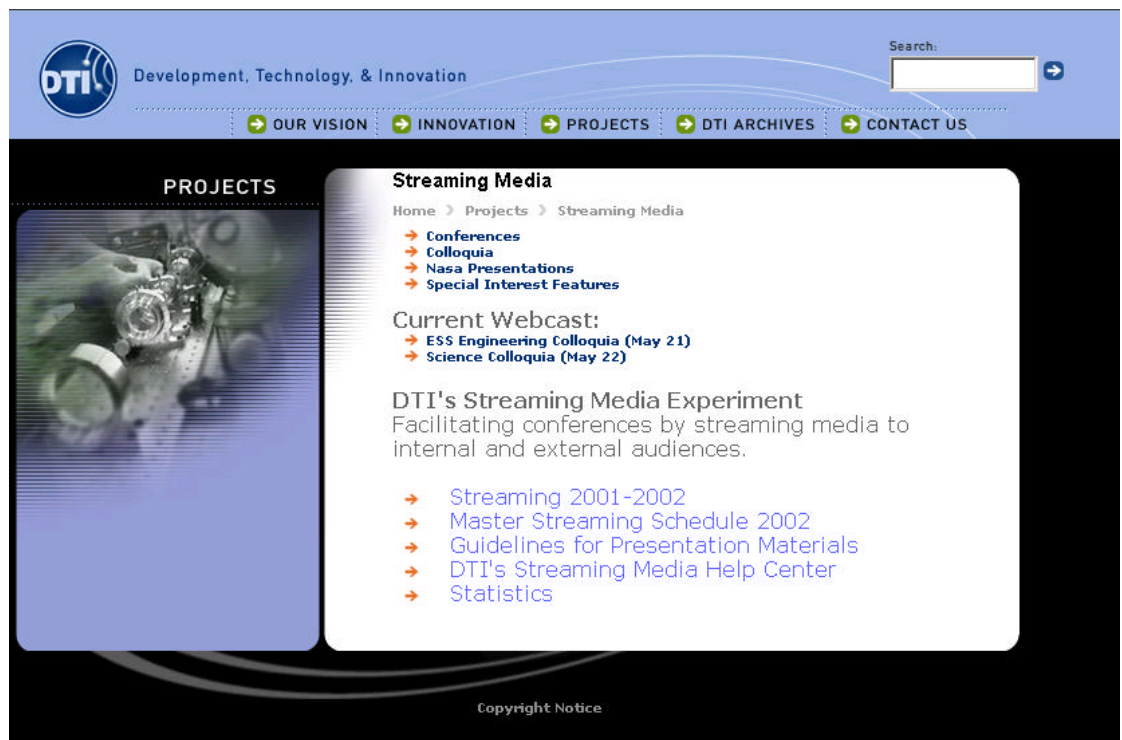 Search:
DTI
Development, Technology, & Innovation
OUR VISION
INNOVATION
PROJECTS
DTI ARCHIVES
CONTACT US
PROJECTS
Streaming Media
Home > Projects > Streaming Media
Conferences
Colloquia
Nasa Presentations
Special Interest Features
Current Webcast:
ESS Engineering Colloquia (May 21)
Science Colloquia (May 22)
DTI's Streaming Media Experiment
Facilitating conferences by streaming media to
internal and external audiences.
Streaming 2001-2002
Master Streaming Schedule 2002
Guidelines for Presentation Materials
DTI's Streaming Media Help Center
Statistics
Copyright Notice